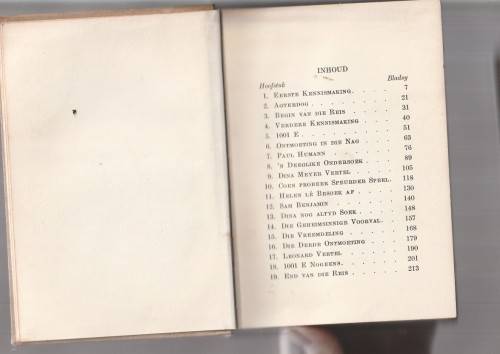 INHOUD
Hoofstuk Bladsy
1. Eerste Kennismaking. . . . 7
2. Agterdog . . . . . . . 21
3. Begin van die Reis . . . . 31
4. Verdere Kennismaking . . . 40
5. 1001 E . . . . . . . . 51
6. Ontmoeting in die Nag . . . 63
7. Paul Humann . . . . . . 76
8. 'n Deeglike Ondersoek . . . 89
9. Dina Meyer Vertel . . . . 105
10. Coen probeer Speurder Speel. 118
11. Helen lê Besoek af . . . . 130
12. Sam Benjamin . . . . . . 140
13. Dina nog altyd Soek . . . 148
14. Die Geheimsinnige Voorval. 157
15. Die Vreesmdeling . . . . 168
16. Die Derde Ontmoeting . . . 179
17. Leonard Vertel . . . . . 190
18. 1001 E Nogeens. . . . . 201
19. End van die Reis . . . . 213